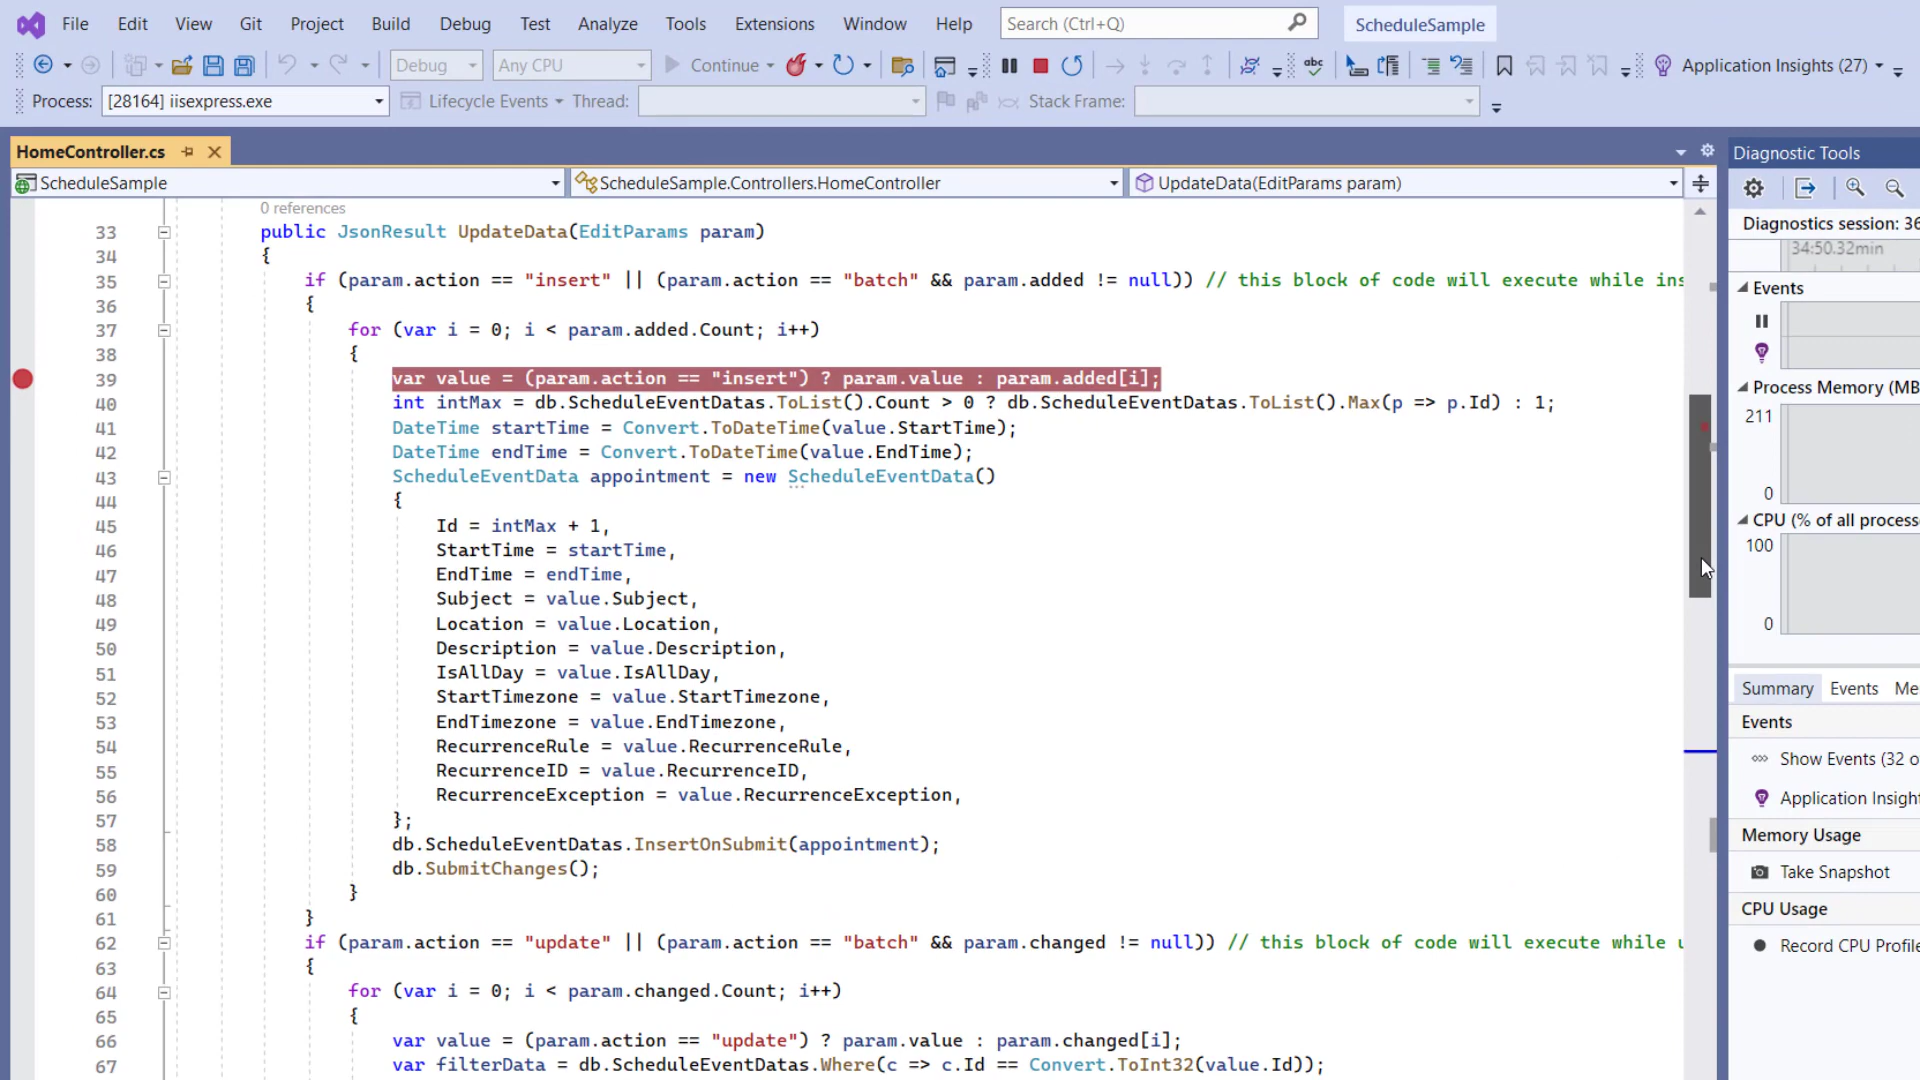 File Edit View Git Project Build Debug Test Analyze Tools Extensions Window Help Search (Ctrl+Q) ScheduleSample
Debug Any CPU Continue Application Insights (27)
Process: [28164] iisexpress.exe Lifecycle Events Thread: Stack Frame:
HomeController.cs
ScheduleSample ScheduleSample.Controllers.HomeController UpdateData(EditParams param)
0 references
33 public JsonResult UpdateData(EditParams param)
34 {
35 if (param.action == "insert" || (param.action == "batch" && param.added != null)) // this block of code will execute while ins
36 {
37 for (var i = 0; i < param.added.Count; i++)
38 {
39 var value = (param.action == "insert") ? param.value : param.added[i];
40 int intMax = db.ScheduleEventDatas.ToList().Count > 0 ? db.ScheduleEventDatas.ToList().Max(p => p.Id) : 1;
41 DateTime startTime = Convert.ToDateTime(value.StartTime);
42 DateTime endTime = Convert.ToDateTime(value.EndTime);
43 ScheduleEventData appointment = new ScheduleEventData()
44 {
45 Id = intMax + 1,
46 StartTime = startTime,
47 EndTime = endTime,
48 Subject = value.Subject,
49 Location = value.Location,
50 Description = value.Description,
51 IsAllDay = value.IsAllDay,
52 StartTimezone = value.StartTimezone,
53 EndTimezone = value.EndTimezone,
54 RecurrenceRule = value.RecurrenceRule,
55 RecurrenceID = value.RecurrenceID,
56 RecurrenceException = value.RecurrenceException,
57 };
58 db.ScheduleEventDatas.InsertOnSubmit(appointment);
59 db.SubmitChanges();
60 }
61 }
62 if (param.action == "update" || (param.action == "batch" && param.changed != null)) // this block of code will execute while u
63 {
64 for (var i = 0; i < param.changed.Count; i++)
65 {
66 var value = (param.action == "update") ? param.value : param.changed[i];
67 var filterData = db.ScheduleEventDatas.Where(c => c.Id == Convert.ToInt32(value.Id));
Diagnostic Tools
Diagnostics session: 36
34:50.32min
Events
Process Memory (MB
211
0
CPU (% of all process
100
0
Summary Events Me
Events
Show Events (32 o
Application Insight
Memory Usage
Take Snapshot
CPU Usage
Record CPU Profile